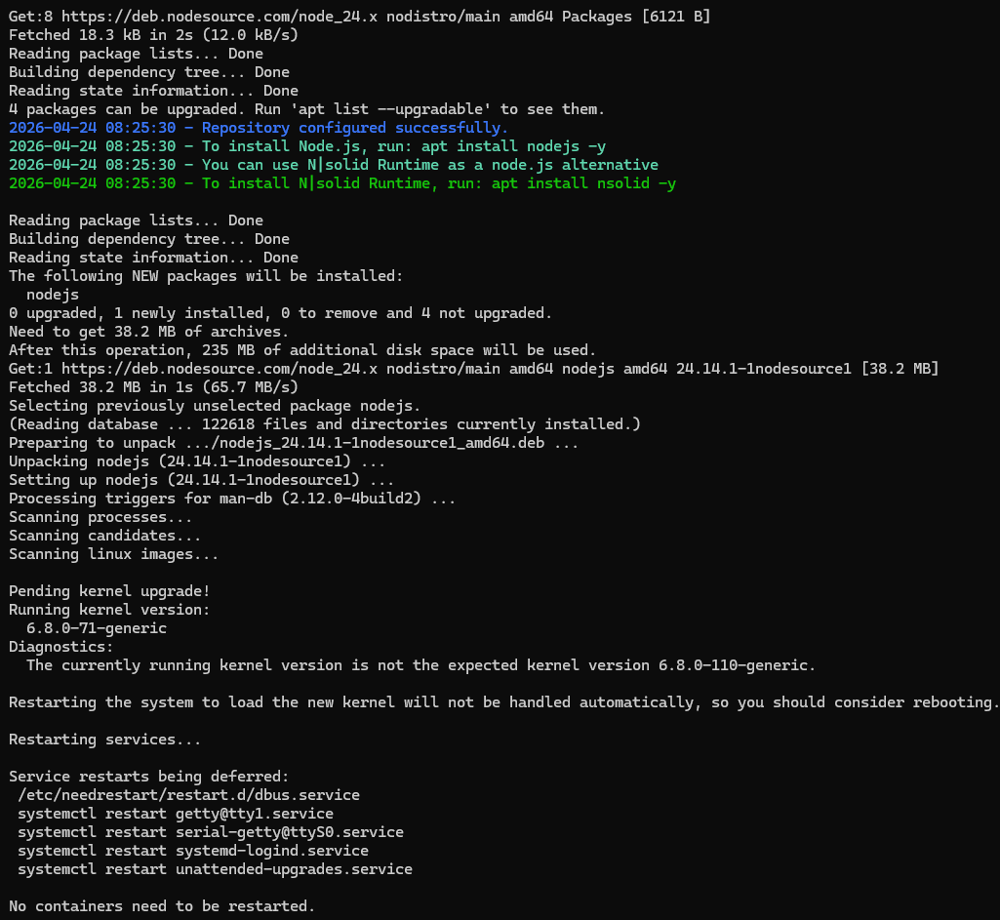 Get:8 https://deb.nodesource.com/node_24.x nodistro/main amd64 Packages [6121 B]
Fetched 18.3 kB in 2s (12.0 kB/s)
Reading package lists... Done
Building dependency tree... Done
Reading state information... Done
4 packages can be upgraded. Run 'apt list --upgradable' to see them.
2026-04-24 08:25:30 - Repository configured successfully.
2026-04-24 08:25:30 - To install Node.js, run: apt install nodejs -y
2026-04-24 08:25:30 - You can use N|solid Runtime as a node.js alternative
2026-04-24 08:25:30 - To install N|solid Runtime, run: apt install nsolid -y

Reading package lists... Done
Building dependency tree... Done
Reading state information... Done
The following NEW packages will be installed:
  nodejs
0 upgraded, 1 newly installed, 0 to remove and 4 not upgraded.
Need to get 38.2 MB of archives.
After this operation, 235 MB of additional disk space will be used.
Get:1 https://deb.nodesource.com/node_24.x nodistro/main amd64 nodejs amd64 24.14.1-1nodesource1 [38.2 MB]
Fetched 38.2 MB in 1s (65.7 MB/s)
Selecting previously unselected package nodejs.
(Reading database ... 122618 files and directories currently installed.)
Preparing to unpack .../nodejs_24.14.1-1nodesource1_amd64.deb ...
Unpacking nodejs (24.14.1-1nodesource1) ...
Setting up nodejs (24.14.1-1nodesource1) ...
Processing triggers for man-db (2.12.0-4build2) ...
Scanning processes...
Scanning candidates...
Scanning linux images...

Pending kernel upgrade!
Running kernel version:
  6.8.0-71-generic
Diagnostics:
  The currently running kernel version is not the expected kernel version 6.8.0-110-generic.

Restarting the system to load the new kernel will not be handled automatically, so you should consider rebooting.

Restarting services...

Service restarts being deferred:
 /etc/needrestart/restart.d/dbus.service
 systemctl restart getty@tty1.service
 systemctl restart serial-getty@ttyS0.service
 systemctl restart systemd-logind.service
 systemctl restart unattended-upgrades.service

No containers need to be restarted.